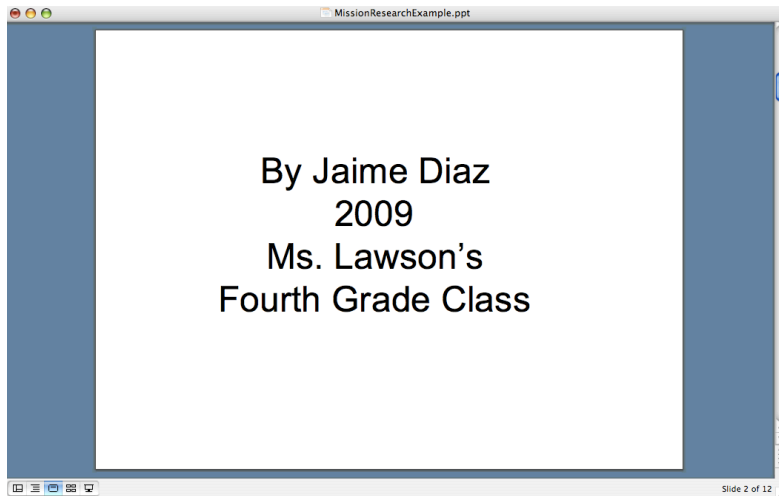 MissionResearchExample.ppt
By Jaime Diaz
2009
Ms. Lawson’s
Fourth Grade Class
Slide 2 of 12